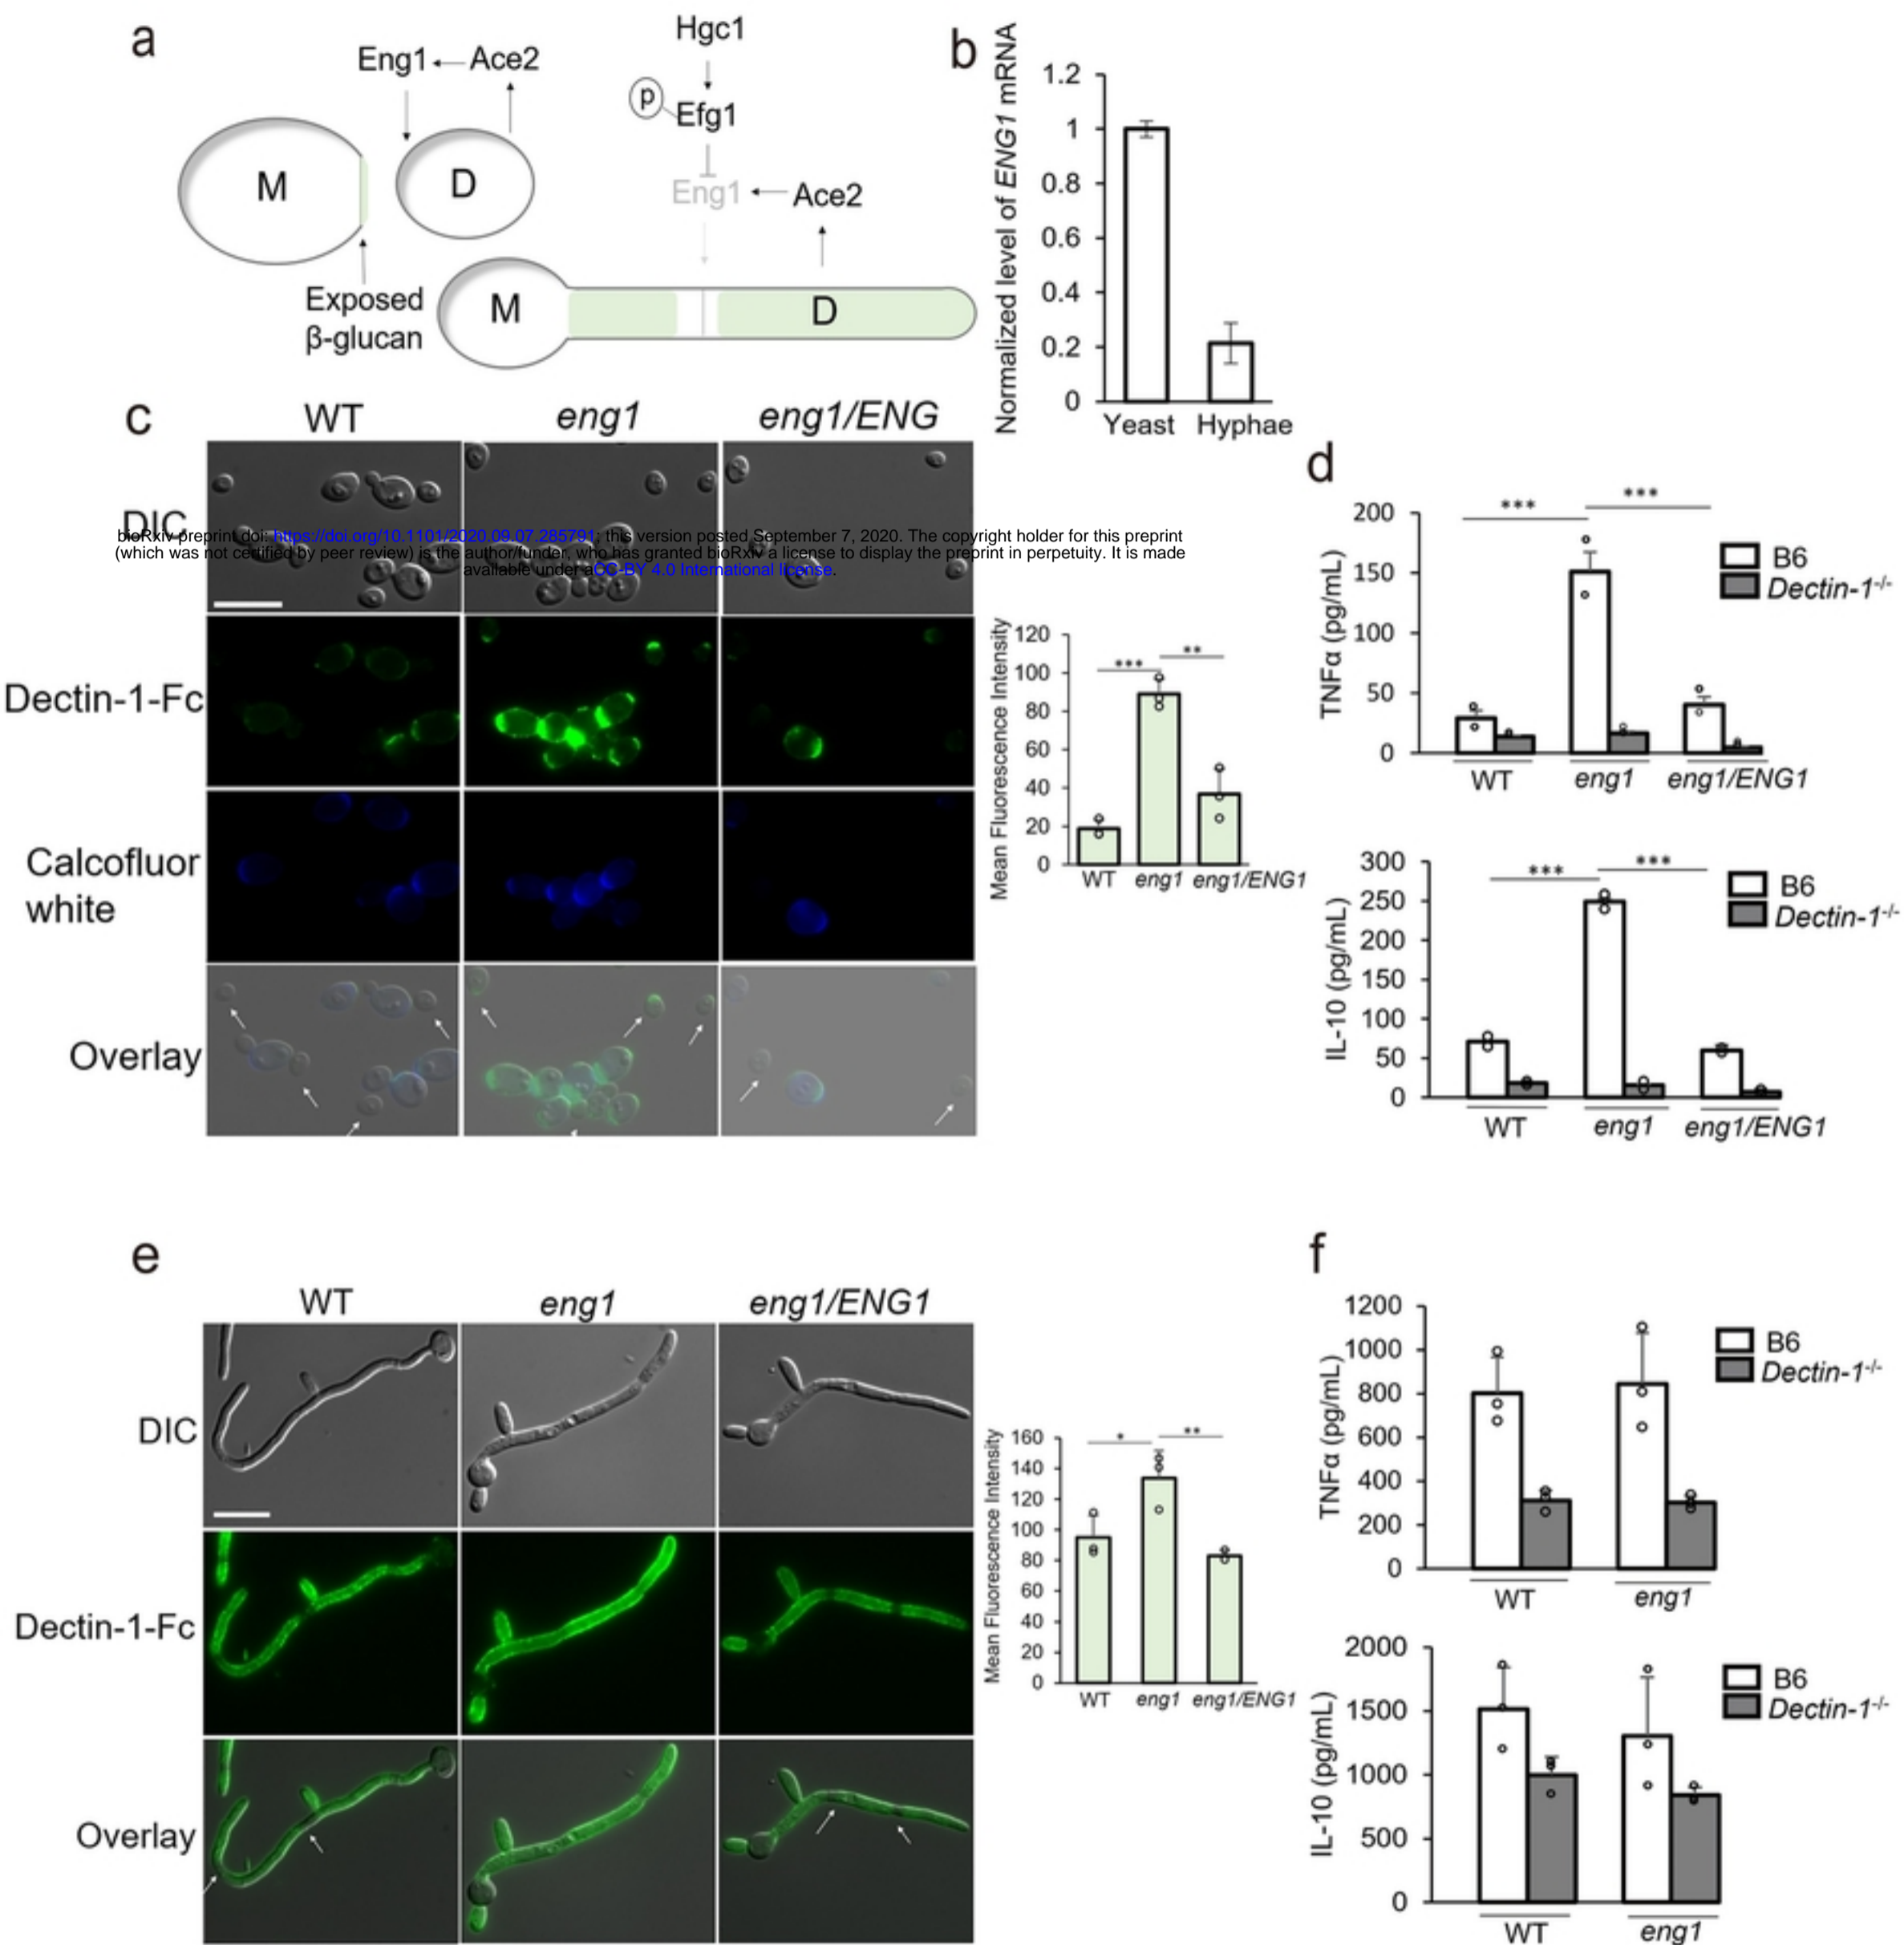 a
Eng1
Ace2
M
D
Exposed
β-glucan
Hgc1
p
Efg1
Eng1
Ace2
M
D
b
Normalized level of ENG1 mRNA
1.2
1
0.8
0.6
0.4
0.2
0
Yeast
Hyphae
c
WT
eng1
eng1/ENG
DIC
bioRxiv preprint doi: https://doi.org/10.1101/2020.09.07.285791; this version posted September 7, 2020. The copyright holder for this preprint
(which was not certified by peer review) is the author/funder, who has granted bioRxiv a license to display the preprint in perpetuity. It is made
available under aCC-BY 4.0 International license.
Dectin-1-Fc
Calcofluor
white
Overlay
Mean Fluorescence Intensity
120
100
80
60
40
20
0
***
**
WT
eng1
eng1/ENG1
d
TNFα (pg/mL)
200
150
100
50
0
***
***
B6
Dectin-1-/-
WT
eng1
eng1/ENG1
IL-10 (pg/mL)
300
250
200
150
100
50
0
***
***
B6
Dectin-1-/-
WT
eng1
eng1/ENG1
e
WT
eng1
eng1/ENG1
DIC
Dectin-1-Fc
Overlay
Mean Fluorescence Intensity
160
140
120
100
80
60
40
20
0
*
**
WT
eng1
eng1/ENG1
f
TNFα (pg/mL)
1200
1000
800
600
400
200
0
B6
Dectin-1-/-
WT
eng1
IL-10 (pg/mL)
2000
1500
1000
500
0
B6
Dectin-1-/-
WT
eng1